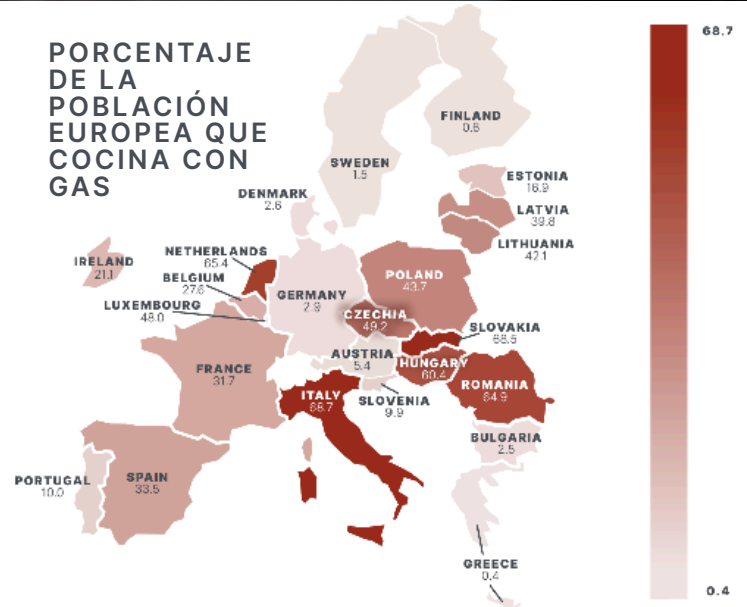 PORCENTAJE
DE LA
POBLACIÓN
EUROPEA QUE
COCINA CON
GAS
68.7
FINLAND
0.6
SWEDEN
1.5
ESTONIA
16.9
DENMARK
2.6
LATVIA
39.8
LITHUANIA
42.1
IRELAND
21.1
NETHERLANDS
65.4
BELGIUM
27.6
LUXEMBOURG
48.0
GERMANY
2.9
POLAND
43.7
CZECHIA
49.2
SLOVAKIA
68.5
AUSTRIA
5.4
HUNGARY
60.4
FRANCE
31.7
ITALY
68.7
SLOVENIA
9.9
ROMANIA
64.9
BULGARIA
2.5
PORTUGAL
10.0
SPAIN
33.5
GREECE
0.4
0.4